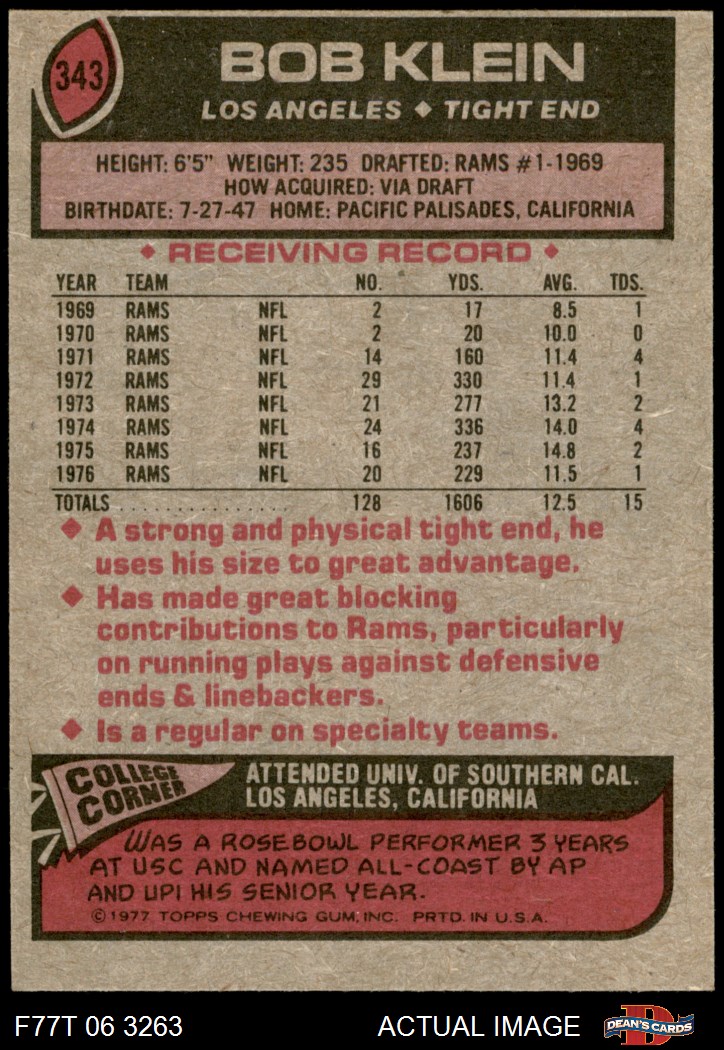 343
BOB KLEIN
LOS ANGELES ◆ TIGHT END
HEIGHT: 6'5" WEIGHT: 235 DRAFTED: RAMS #1-1969
HOW ACQUIRED: VIA DRAFT
BIRTHDATE: 7-27-47 HOME: PACIFIC PALISADES, CALIFORNIA
◆ RECEIVING RECORD ◆
YEAR TEAM NO. YDS. AVG. TDS.
1969 RAMS NFL 2 17 8.5 1
1970 RAMS NFL 2 20 10.0 0
1971 RAMS NFL 14 160 11.4 4
1972 RAMS NFL 29 330 11.4 1
1973 RAMS NFL 21 277 13.2 2
1974 RAMS NFL 24 336 14.0 4
1975 RAMS NFL 16 237 14.8 2
1976 RAMS NFL 20 229 11.5 1
TOTALS . . . . . . . . . . . . . . . . 128 1606 12.5 15
◆ A strong and physical tight end, he
uses his size to great advantage.
◆ Has made great blocking
contributions to Rams, particularly
on running plays against defensive
ends & linebackers.
◆ Is a regular on specialty teams.
COLLEGE
CORNER
ATTENDED UNIV. OF SOUTHERN CAL.
LOS ANGELES, CALIFORNIA
WAS A ROSE BOWL PERFORMER 3 YEARS
AT USC AND NAMED ALL-COAST BY AP
AND UPI HIS SENIOR YEAR.
© 1977 TOPPS CHEWING GUM, INC. PRTD. IN U.S.A.
F77T 06 3263
ACTUAL IMAGE
D
DEAN'S CARDS